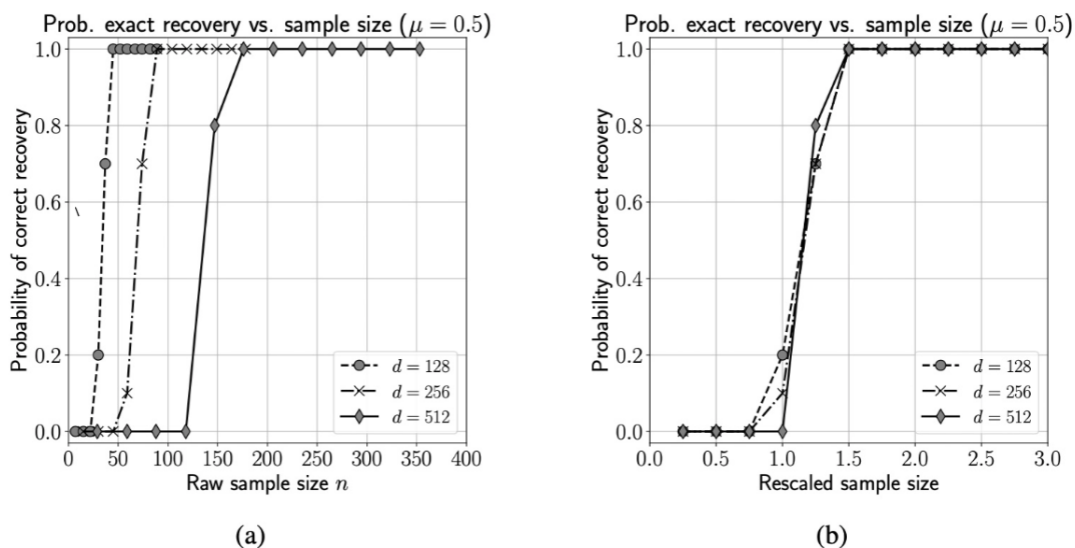 Prob. exact recovery vs. sample size (μ = 0.5)
Probability of correct recovery
1.0
0.8
0.6
0.4
0.2
0.0
d = 128
d = 256
d = 512
0 50 100 150 200 250 300 350 400
Raw sample size n
(a)
Prob. exact recovery vs. sample size (μ = 0.5)
Probability of correct recovery
1.0
0.8
0.6
0.4
0.2
0.0
d = 128
d = 256
d = 512
0.0 0.5 1.0 1.5 2.0 2.5 3.0
Rescaled sample size
(b)